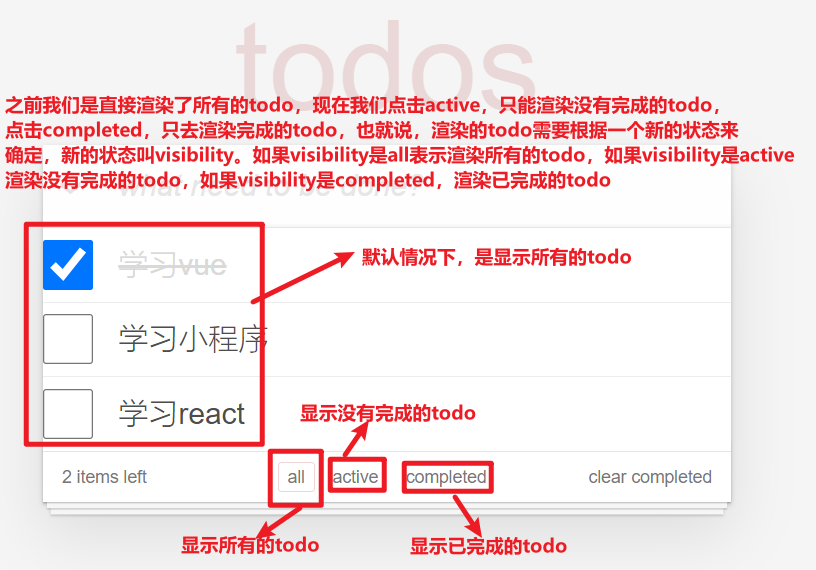 todos
之前我们是直接渲染了所有的todo，现在我们点击active，只能渲染没有完成的todo，
点击completed，只去渲染完成的todo，也就说，渲染的todo需要根据一个新的状态来
确定，新的状态叫visibility。如果visibility是all表示渲染所有的todo，如果visibility是active
渲染没有完成的todo，如果visibility是completed，渲染已完成的todo
what need to be done?
学习vue
默认情况下，是显示所有的todo
学习小程序
学习react
显示没有完成的todo
2 items left
all
active
completed
clear completed
显示所有的todo
显示已完成的todo